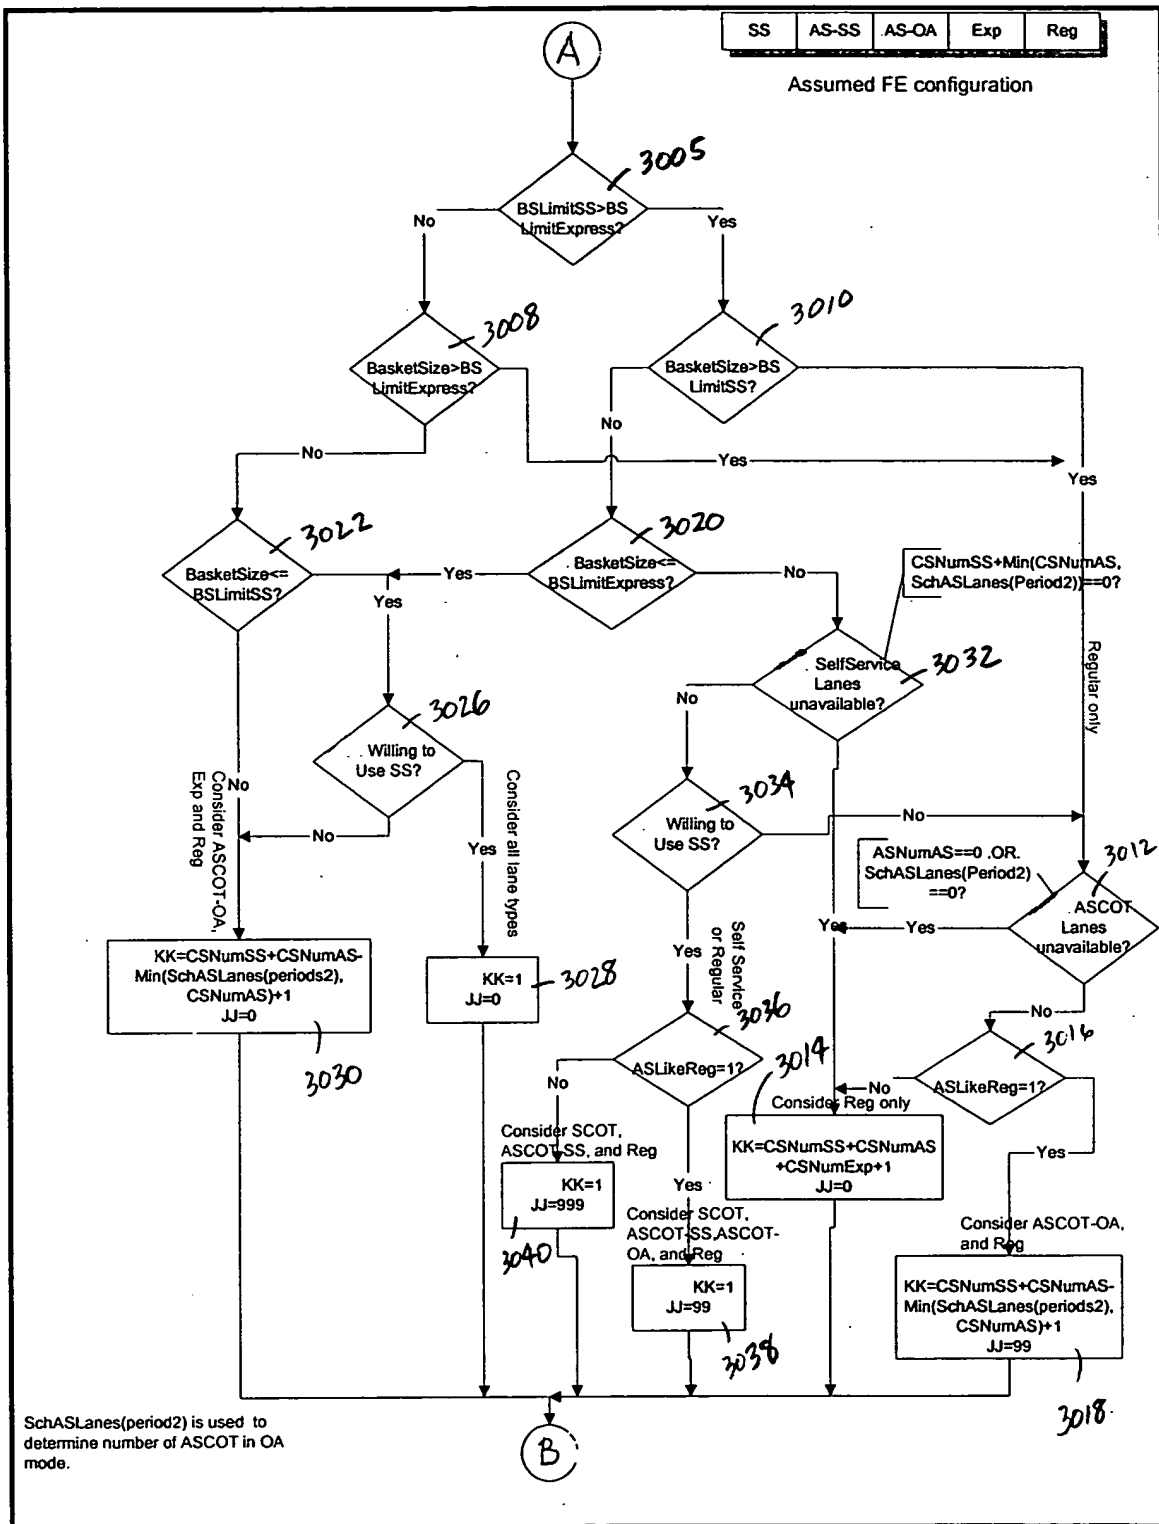 SS AS-SS AS-OA Exp Reg
Assumed FE configuration
A
3005
BSLimitSS>BS
LimitExpress?
No
Yes
3008
BasketSize>BS
LimitExpress?
3010
BasketSize>BS
LimitSS?
No
No
Yes
Yes
3022
BasketSize<=
BSLimitSS?
3020
BasketSize<=
BSLimitExpress?
Yes
Yes
No
CSNumSS+Min(CSNumAS,
SchASLanes(Period2))==0?
Regular only
3032
SelfService
Lanes
unavailable?
No
3026
Willing to
Use SS?
No
Consider ASCOT-OA,
Exp and Reg
No
Yes
Consider all lane types
3034
Willing to
Use SS?
No
ASNumAS==0 .OR.
SchASLanes(Period2)
==0?
3012
ASCOT
Lanes
unavailable?
Yes
Yes
KK=CSNumSS+CSNumAS-
Min(SchASLanes(periods2),
CSNumAS)+1
JJ=0
3030
KK=1
JJ=0
3028
Yes
Self Service
or Regular
3036
ASLikeReg=1?
No
Yes
No
3016
ASLikeReg=1?
No
Yes
3014
Consider Reg only
KK=CSNumSS+CSNumAS
+CSNumExp+1
JJ=0
Consider SCOT,
ASCOT-SS, and Reg
KK=1
JJ=999
3040
Consider SCOT,
ASCOT-SS,ASCOT-
OA, and Reg
KK=1
JJ=99
3038
Consider ASCOT-OA,
and Reg
KK=CSNumSS+CSNumAS-
Min(SchASLanes(periods2),
CSNumAS)+1
JJ=99
3018
SchASLanes(period2) is used to
determine number of ASCOT in OA
mode.
B